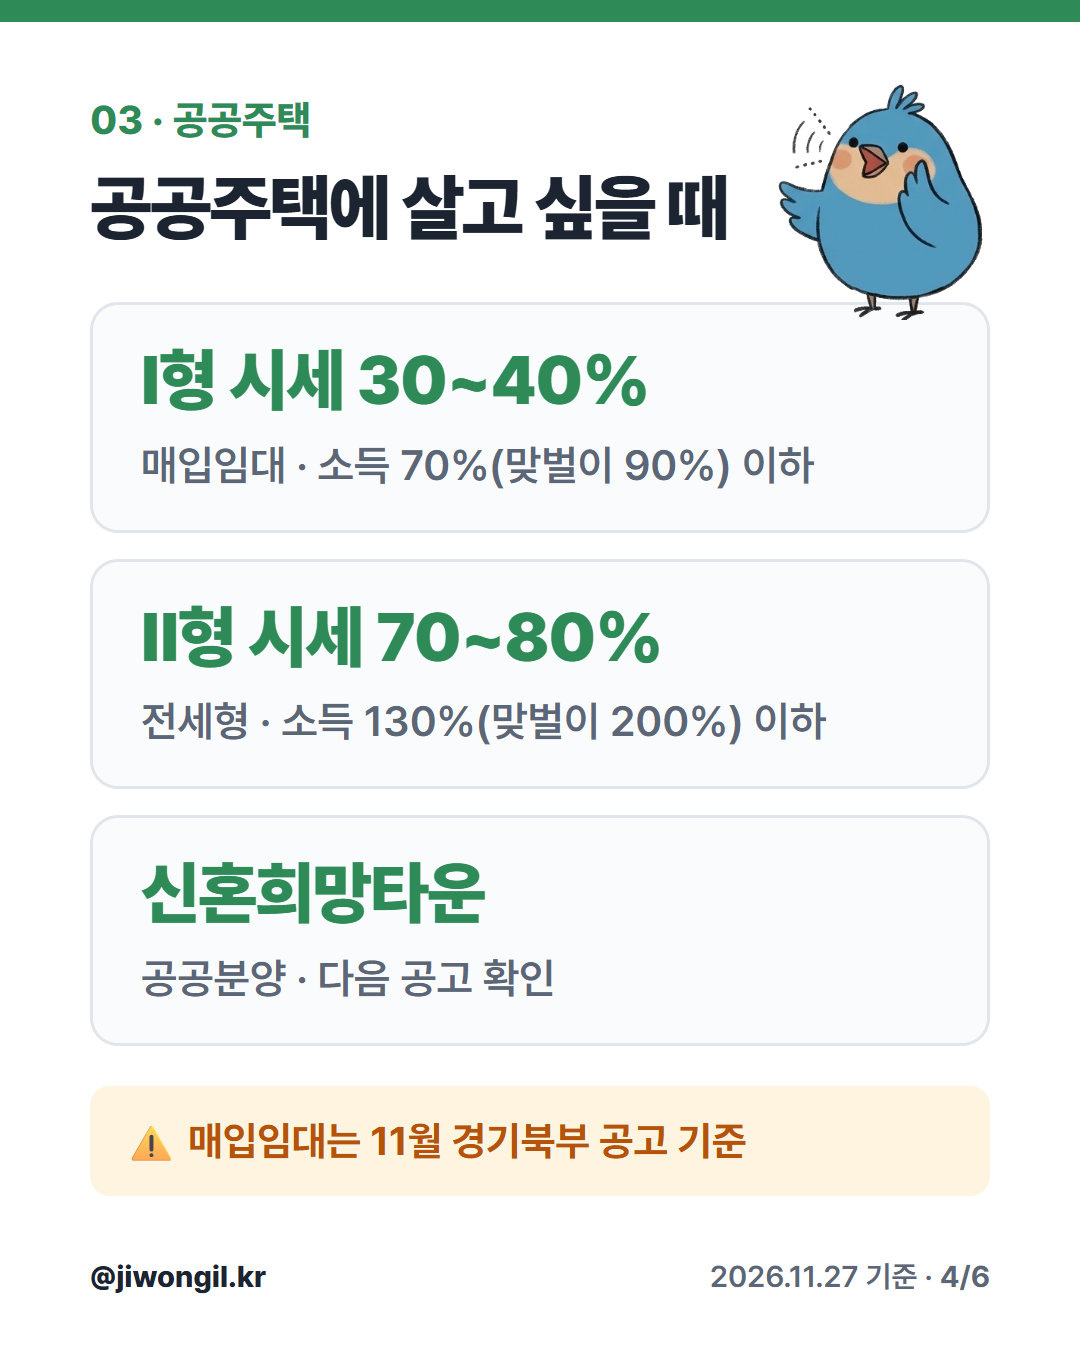 03 · 공공주택
공공주택에 살고 싶을 때
I형 시세 30~40%
매입임대 · 소득 70%(맞벌이 90%) 이하
II형 시세 70~80%
전세형 · 소득 130%(맞벌이 200%) 이하
신혼희망타운
공공분양 · 다음 공고 확인
⚠️ 매입임대는 11월 경기북부 공고 기준
@jiwongil.kr
2026.11.27 기준 · 4/6